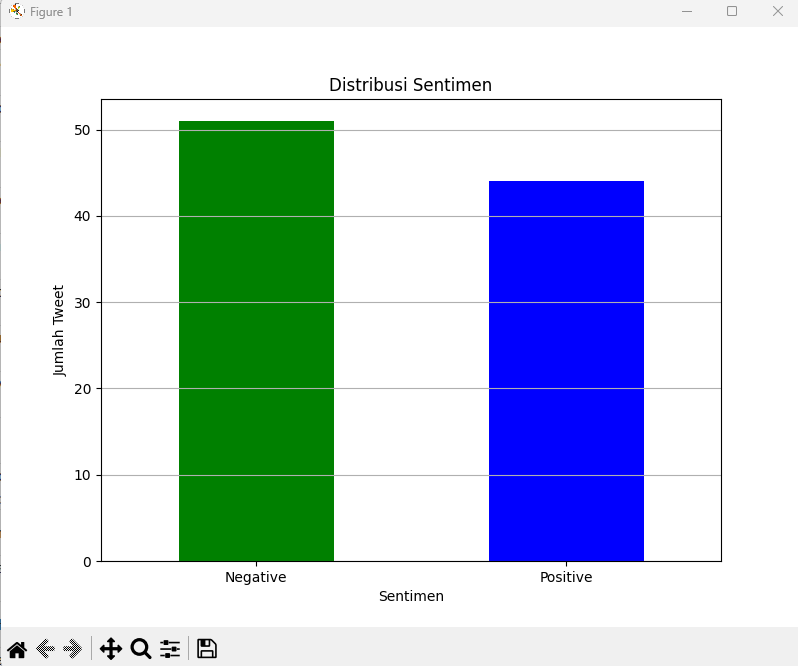 Figure 1
Distribusi Sentimen
50
40
30
20
10
0
Jumlah Tweet
Negative
Positive
Sentimen